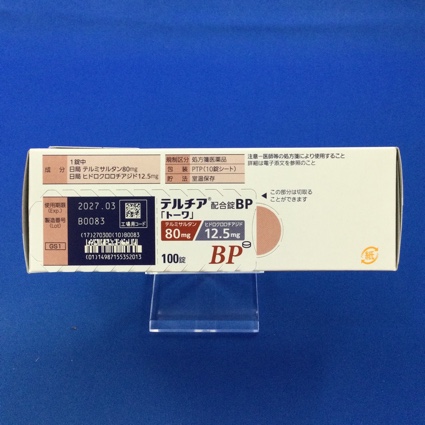 成分
1錠中
日局 テルミサルタン80mg
日局 ヒドロクロロチアジド12.5mg
規制区分 処方箋医薬品
包装 PTP(10錠シート)
貯法 室温保存
注意-医師等の処方箋により使用すること
詳細は電子添文を参照のこと
使用期限
(Exp.)
2027.03
製造番号
(Lot)
B0083
工場用コード
GS1
(17)270300(10)B0083
(01)14987155352013
テルチア®配合錠BP
「トーワ」
テルミサルタン
80mg
ヒドロクロロチアジド
12.5mg
100錠
BP
◀ この部分は切取る
ことができます
紙